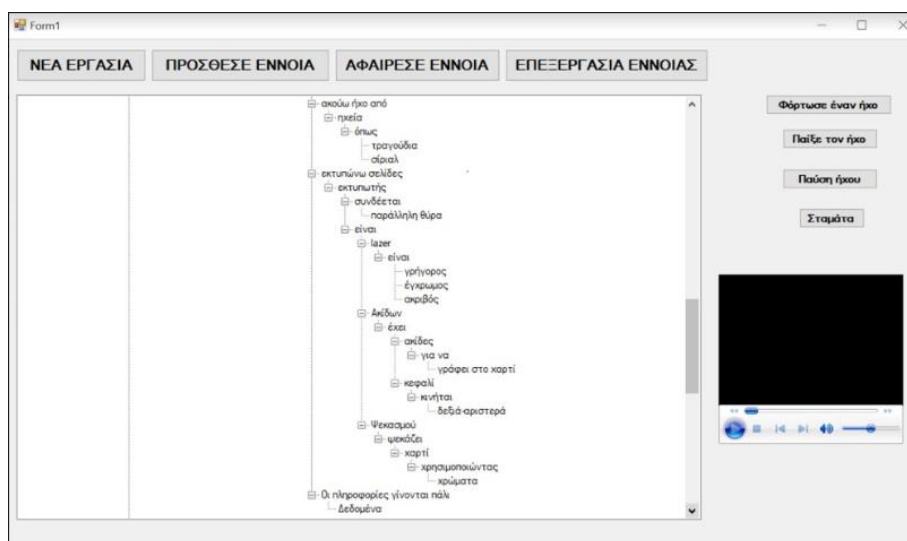 Form1
ΝΕΑ ΕΡΓΑΣΙΑ ΠΡΟΣΘΕΣΕ ΕΝΝΟΙΑ ΑΦΑΙΡΕΣΕ ΕΝΝΟΙΑ ΕΠΕΞΕΡΓΑΣΙΑ ΕΝΝΟΙΑΣ
ακούω ήχο από
ηχεία
όπως
τραγούδια
σίριαλ
εκτυπώνω σελίδες
εκτυπωτής
συνδέεται
παράλληλη θύρα
είναι
lazer
είναι
γρήγορος
έγχρωμος
ακριβός
Ακίδων
έχει
ακίδες
για να
γράφει στο χαρτί
κεφαλί
κινήται
δεξιά-αριστερά
Ψεκασμού
ψεκάζει
χαρτί
χρησιμοποιώντας
χρώματα
Οι πληροφορίες γίνονται πάλι
Δεδομένα
Φόρτωσε έναν ήχο
Παίξε τον ήχο
Παύση ήχου
Σταμάτα